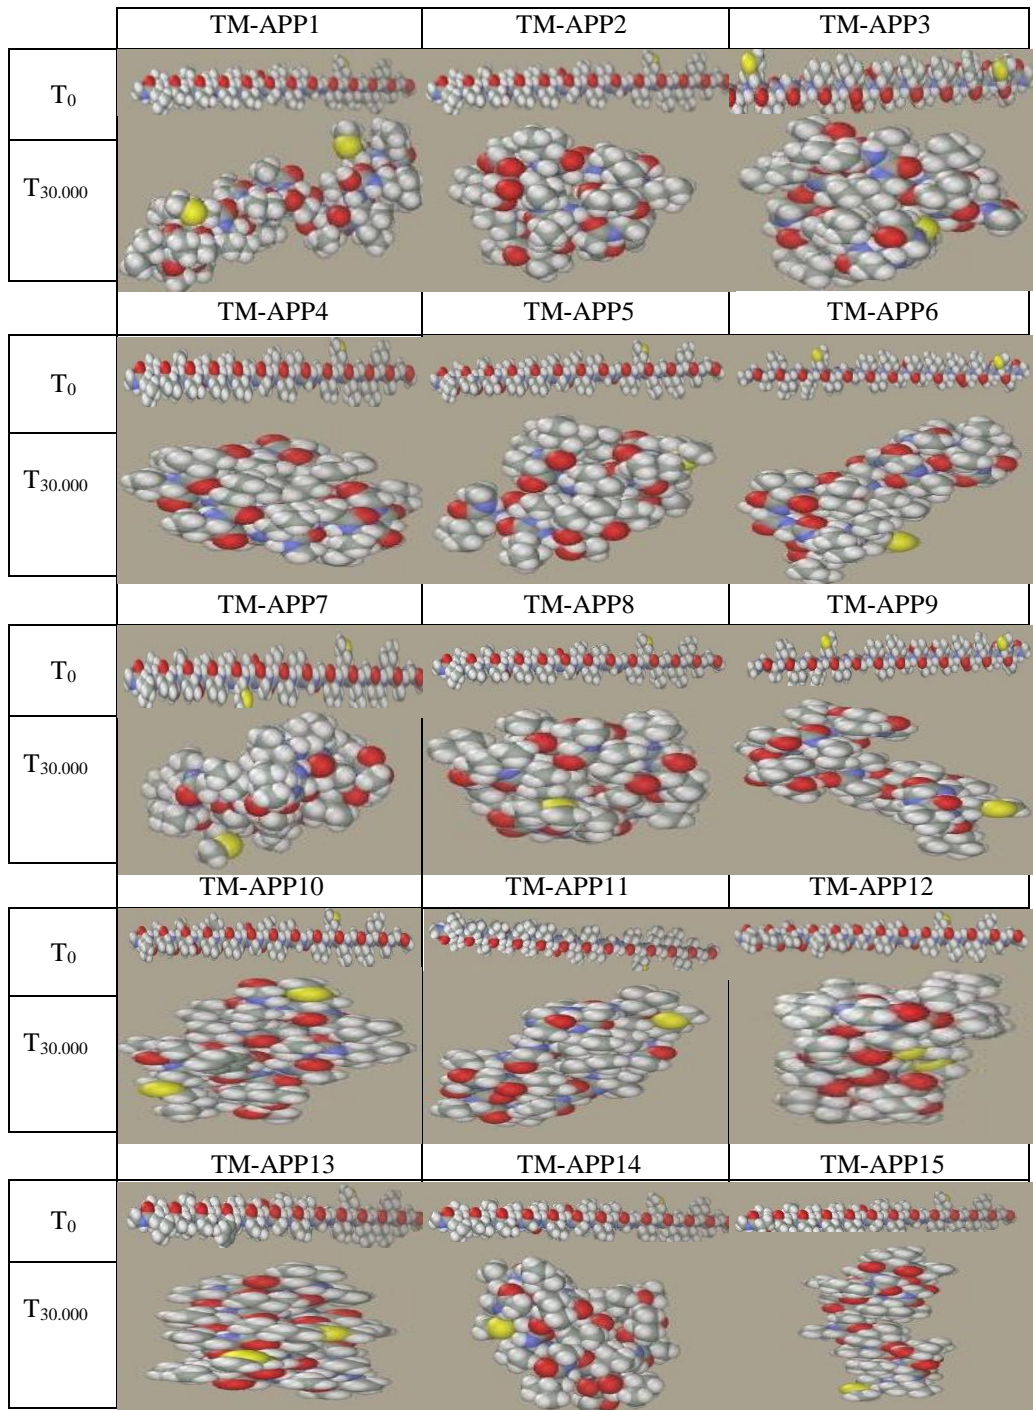 TM-APP1 TM-APP2 TM-APP3
T0
T30.000
TM-APP4 TM-APP5 TM-APP6
T0
T30.000
TM-APP7 TM-APP8 TM-APP9
T0
T30.000
TM-APP10 TM-APP11 TM-APP12
T0
T30.000
TM-APP13 TM-APP14 TM-APP15
T0
T30.000